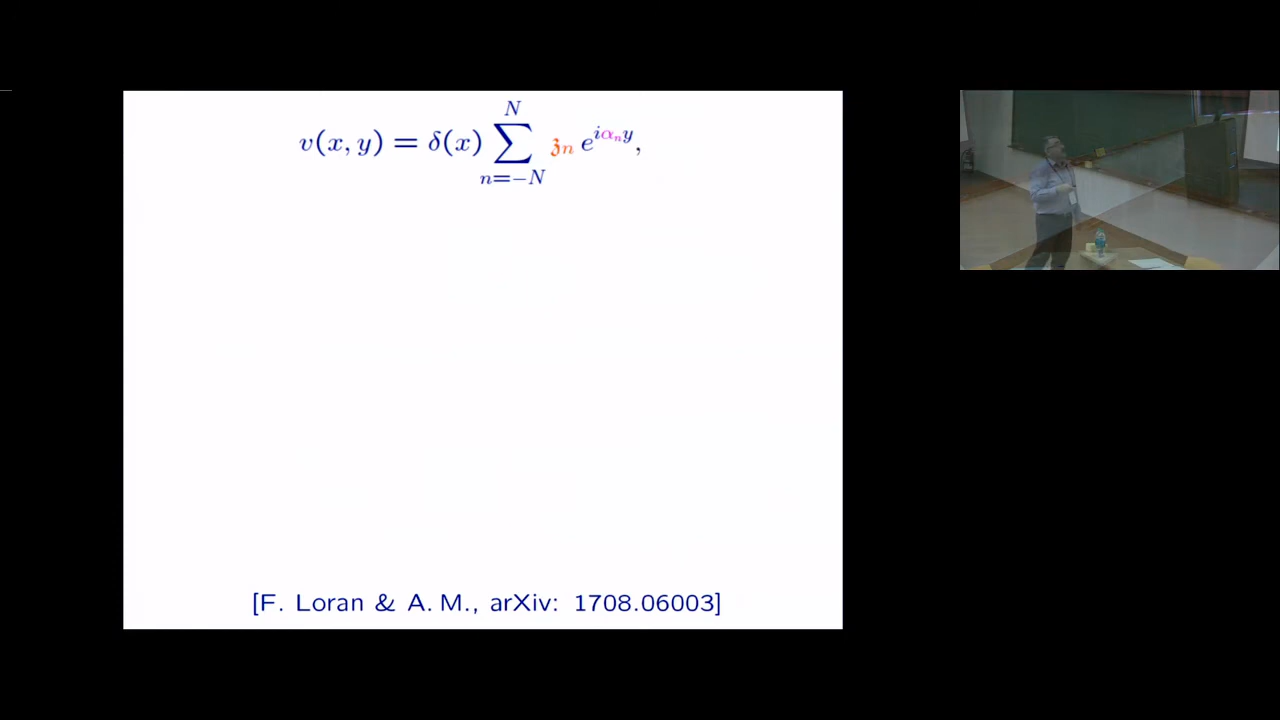 v(x, y) = δ(x) ∑_{n=−N}^{N} 𝔷_n e^{iα_n y},
[F. Loran & A. M., arXiv: 1708.06003]